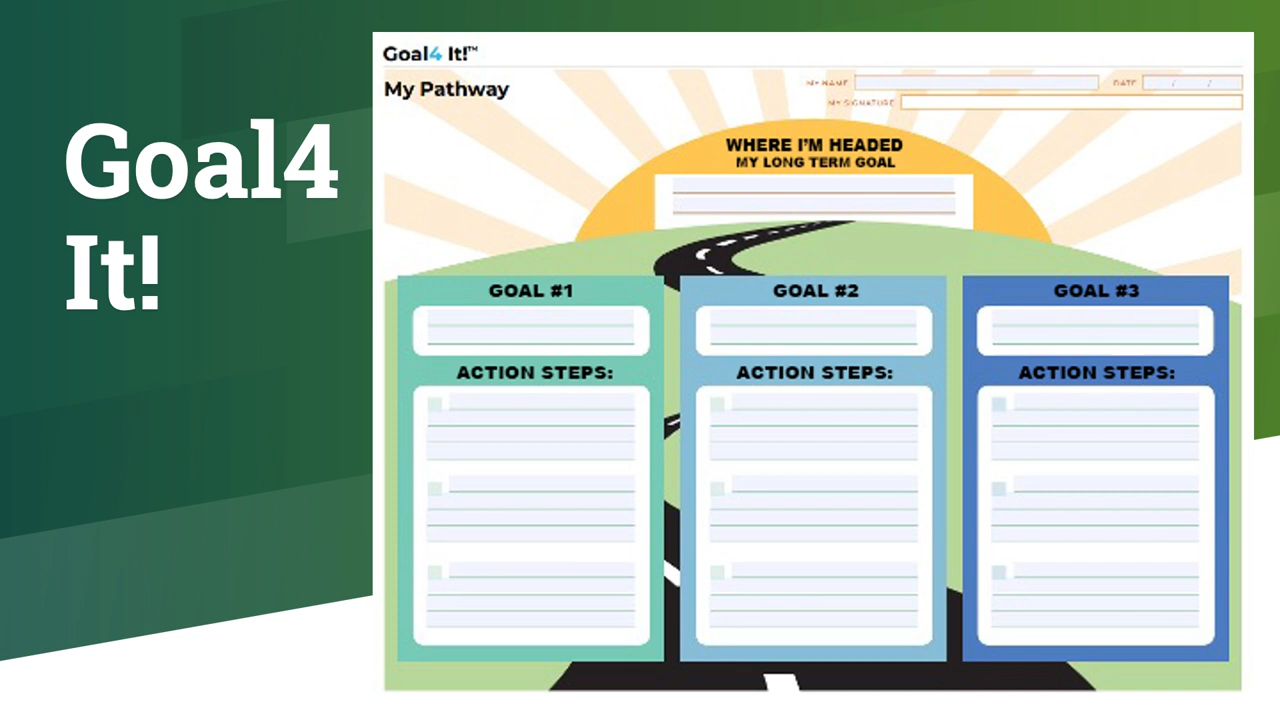 Goal4
It!
Goal4 It!™
My Pathway
MY NAME
DATE / /
MY SIGNATURE
WHERE I'M HEADED
MY LONG TERM GOAL
GOAL #1
ACTION STEPS:
GOAL #2
ACTION STEPS:
GOAL #3
ACTION STEPS: